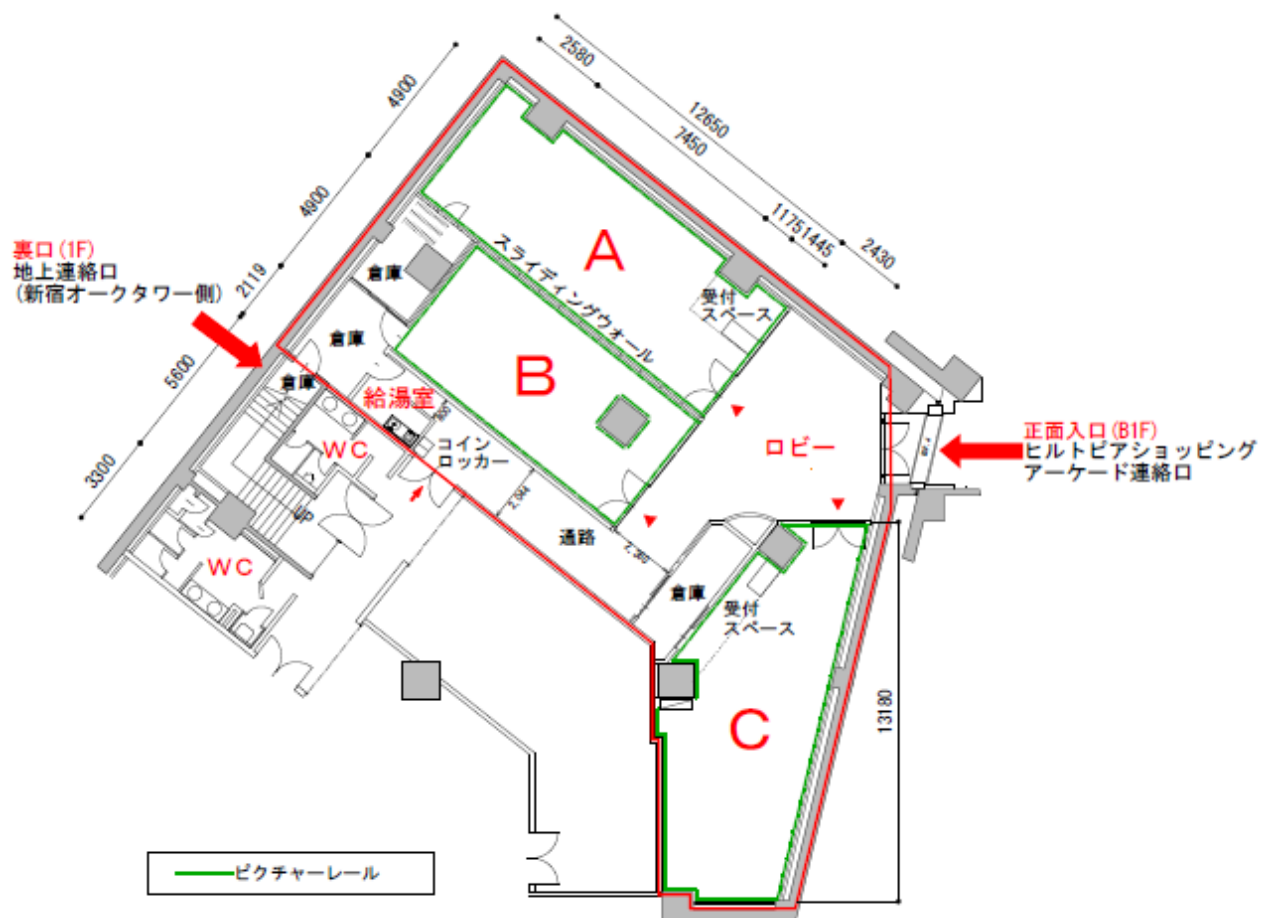 2580
12650
7450
11751445
2430
4900
4900
2119
5600
3300
裏口(1F)
地上連絡口
(新宿オークタワー側)
A
スライディングウォール
受付
スペース
倉庫
倉庫
倉庫
B
給湯室
900
コイン
ロッカー
WC
UP
WC
ロビー
正面入口(B1F)
ヒルトピアショッピング
アーケード連絡口
2,044
通路
2,300
倉庫
受付
スペース
C
13180
ピクチャーレール